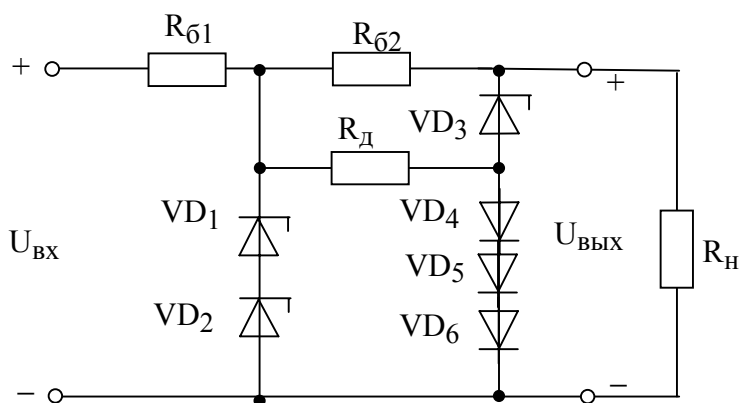 R_б1
R_б2
+
+
VD_3
R_д
VD_1
VD_4
U_вх
VD_5
U_вых
R_н
VD_2
VD_6
−
−